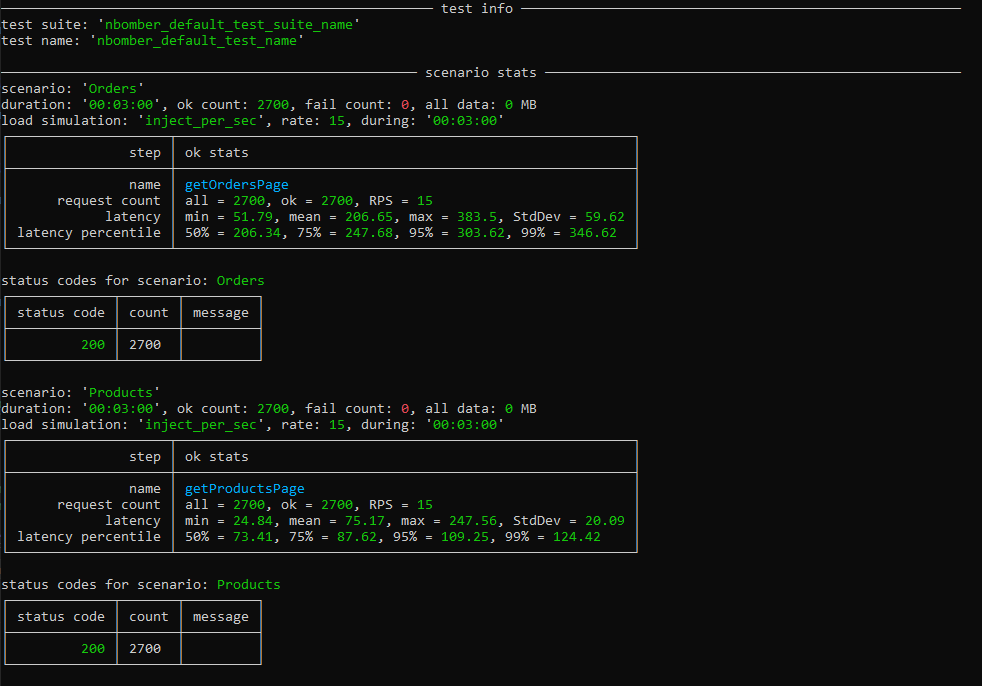 test info
test suite: 'nbomber_default_test_suite_name'
test name: 'nbomber_default_test_name'
scenario stats
scenario: 'Orders'
duration: '00:03:00', ok count: 2700, fail count: 0, all data: 0 MB
load simulation: 'inject_per_sec', rate: 15, during: '00:03:00'
step ok stats
name getOrdersPage
request count all = 2700, ok = 2700, RPS = 15
latency min = 51.79, mean = 206.65, max = 383.5, StdDev = 59.62
latency percentile 50% = 206.34, 75% = 247.68, 95% = 303.62, 99% = 346.62
status codes for scenario: Orders
status code count message
200 2700
scenario: 'Products'
duration: '00:03:00', ok count: 2700, fail count: 0, all data: 0 MB
load simulation: 'inject_per_sec', rate: 15, during: '00:03:00'
step ok stats
name getProductsPage
request count all = 2700, ok = 2700, RPS = 15
latency min = 24.84, mean = 75.17, max = 247.56, StdDev = 20.09
latency percentile 50% = 73.41, 75% = 87.62, 95% = 109.25, 99% = 124.42
status codes for scenario: Products
status code count message
200 2700